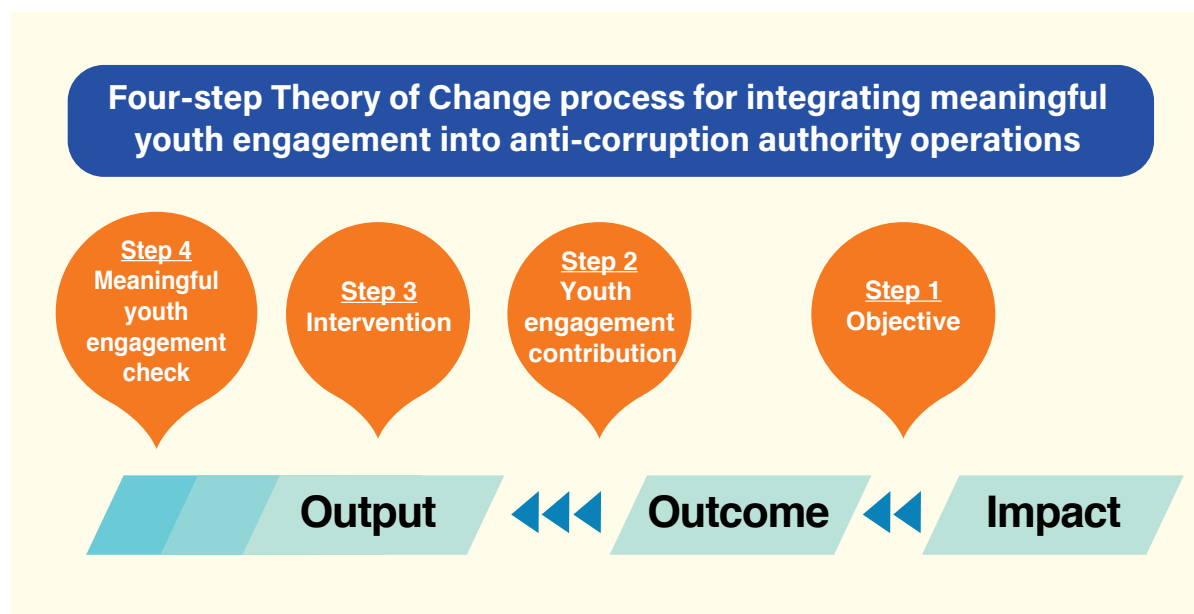 Four-step Theory of Change process for integrating meaningful
youth engagement into anti-corruption authority operations
Step 4
Meaningful
youth
engagement
check
Step 3
Intervention
Step 2
Youth
engagement
contribution
Step 1
Objective
Output
Outcome
Impact